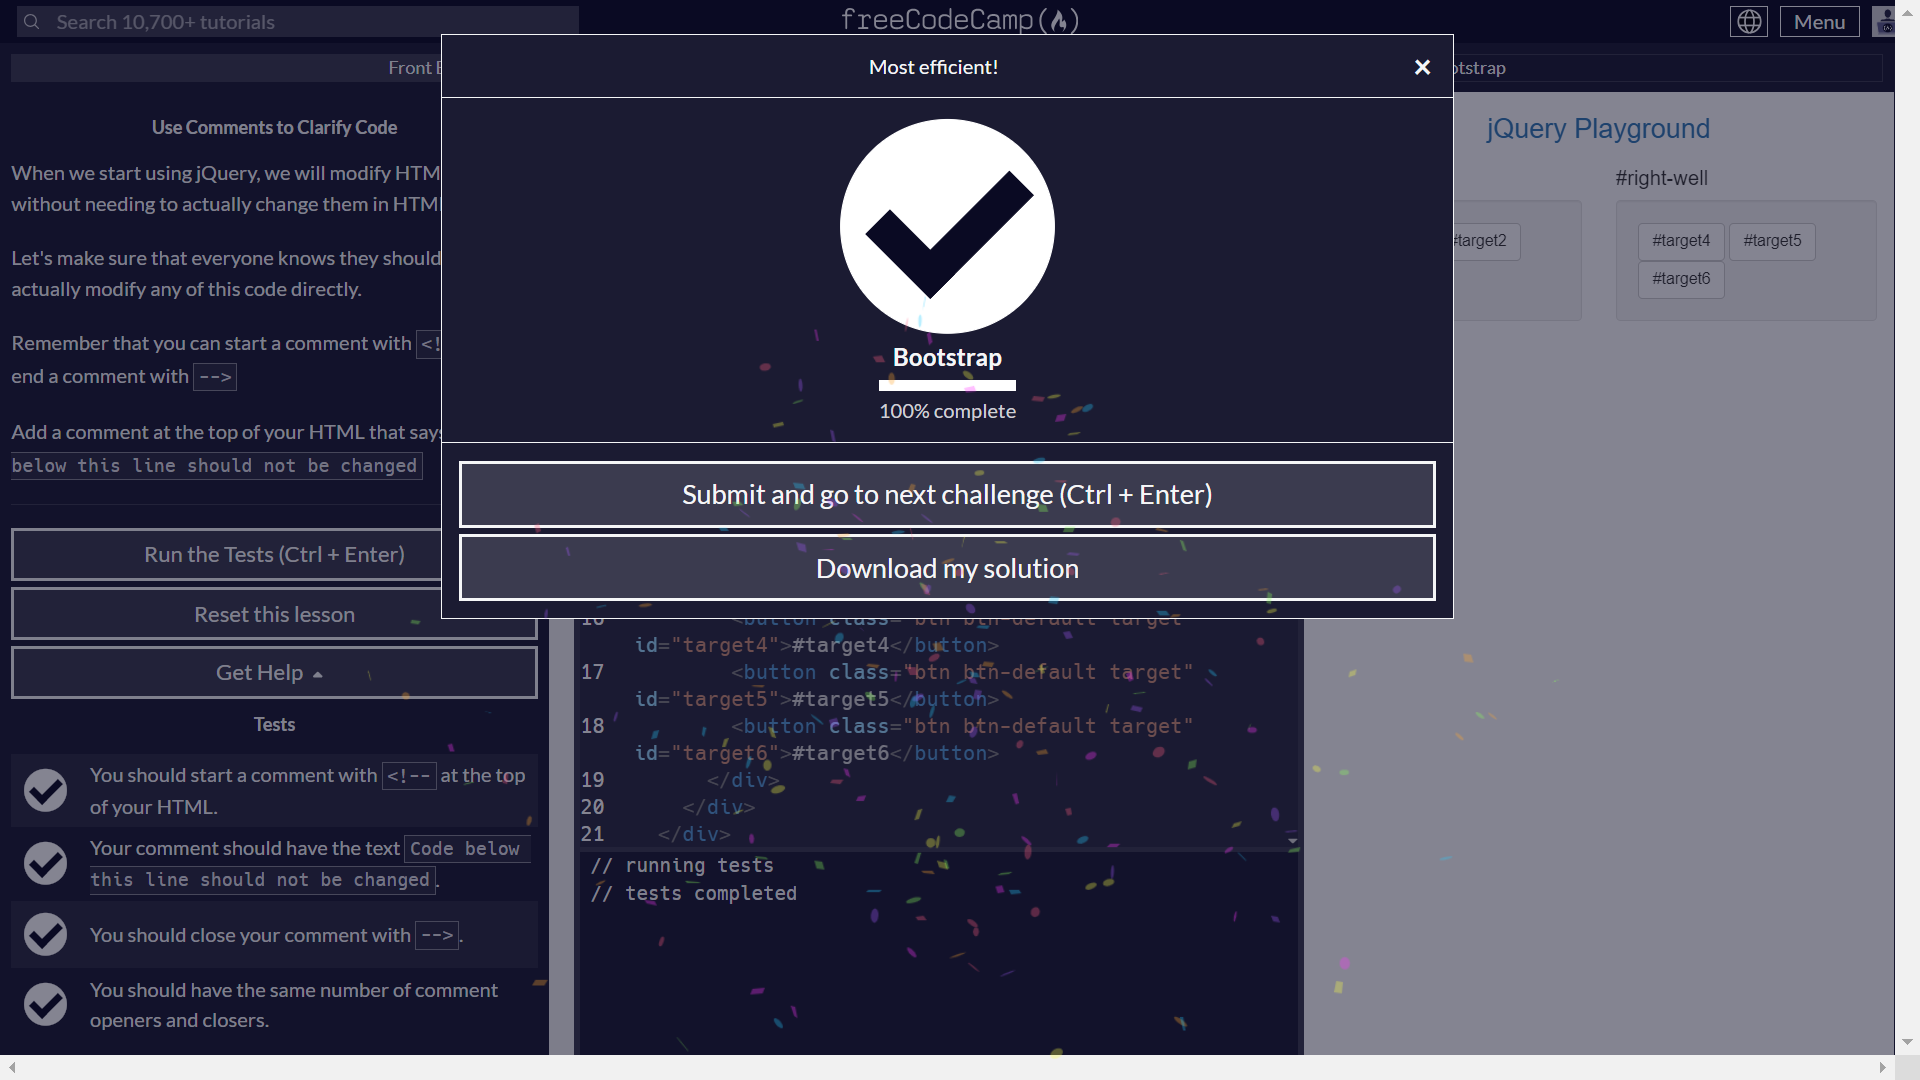 Search 10,700+ tutorials
freeCodeCamp
Menu
Front
Use Comments to Clarify Code
When we start using jQuery, we will modify HTM
without needing to actually change them in HTML
Let's make sure that everyone knows they should
actually modify any of this code directly.
Remember that you can start a comment with <!
end a comment with -->
Add a comment at the top of your HTML that says
below this line should not be changed
Run the Tests (Ctrl + Enter)
Reset this lesson
Get Help
Tests
You should start a comment with <!-- at the top
of your HTML.
Your comment should have the text Code below
this line should not be changed.
You should close your comment with -->.
You should have the same number of comment
openers and closers.
Most efficient!
×
Bootstrap
100% complete
Submit and go to next challenge (Ctrl + Enter)
Download my solution
<button class="btn btn-default target"
id="target4">#target4</button>
17 <button class="btn btn-default target"
id="target5">#target5</button>
18 <button class="btn btn-default target"
id="target6">#target6</button>
19 </div>
20 </div>
21 </div>
// running tests
// tests completed
otstrap
jQuery Playground
#right-well
#target2
#target4
#target5
#target6